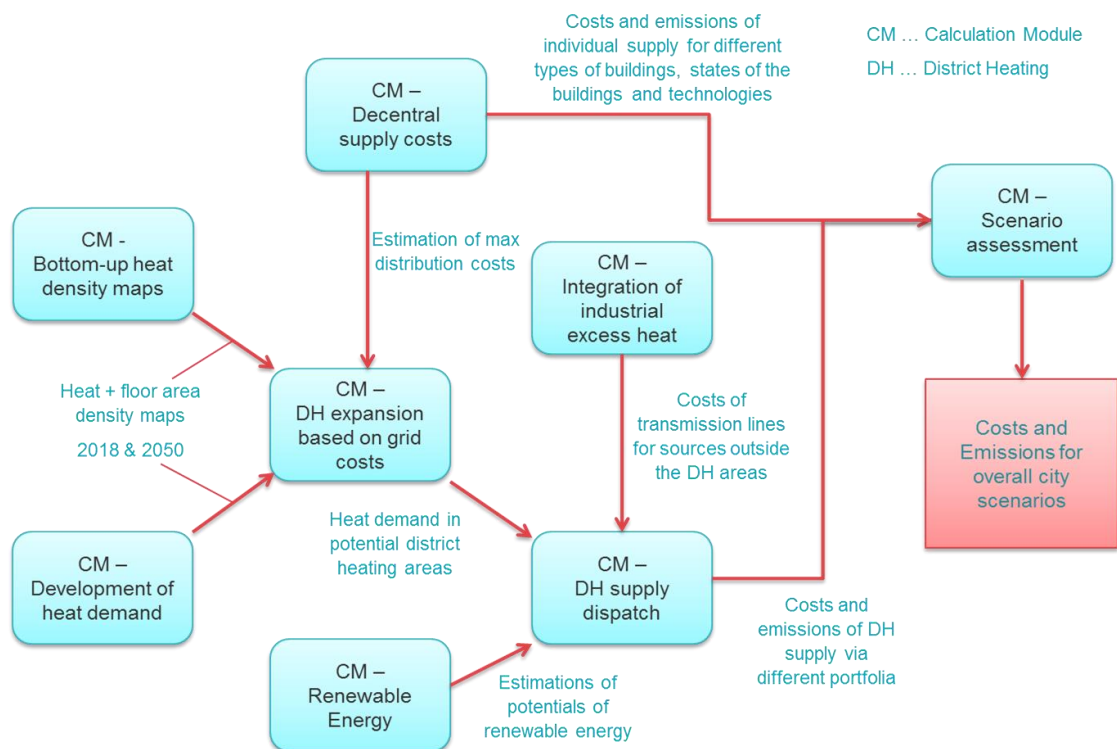 Costs and emissions of
individual supply for different
types of buildings, states of the
buildings and technologies
CM … Calculation Module
DH … District Heating
CM –
Decentral
supply costs
CM –
Scenario
assessment
CM -
Bottom-up heat
density maps
Estimation of max
distribution costs
CM –
Integration of
industrial
excess heat
Heat + floor area
density maps
2018 & 2050
CM –
DH expansion
based on grid
costs
Costs of
transmission lines
for sources outside
the DH areas
Costs and
Emissions for
overall city
scenarios
CM –
Development of
heat demand
Heat demand in
potential district
heating areas
CM –
DH supply
dispatch
Costs and
emissions of DH
supply via
different portfolia
CM –
Renewable
Energy
Estimations of
potentials of
renewable energy